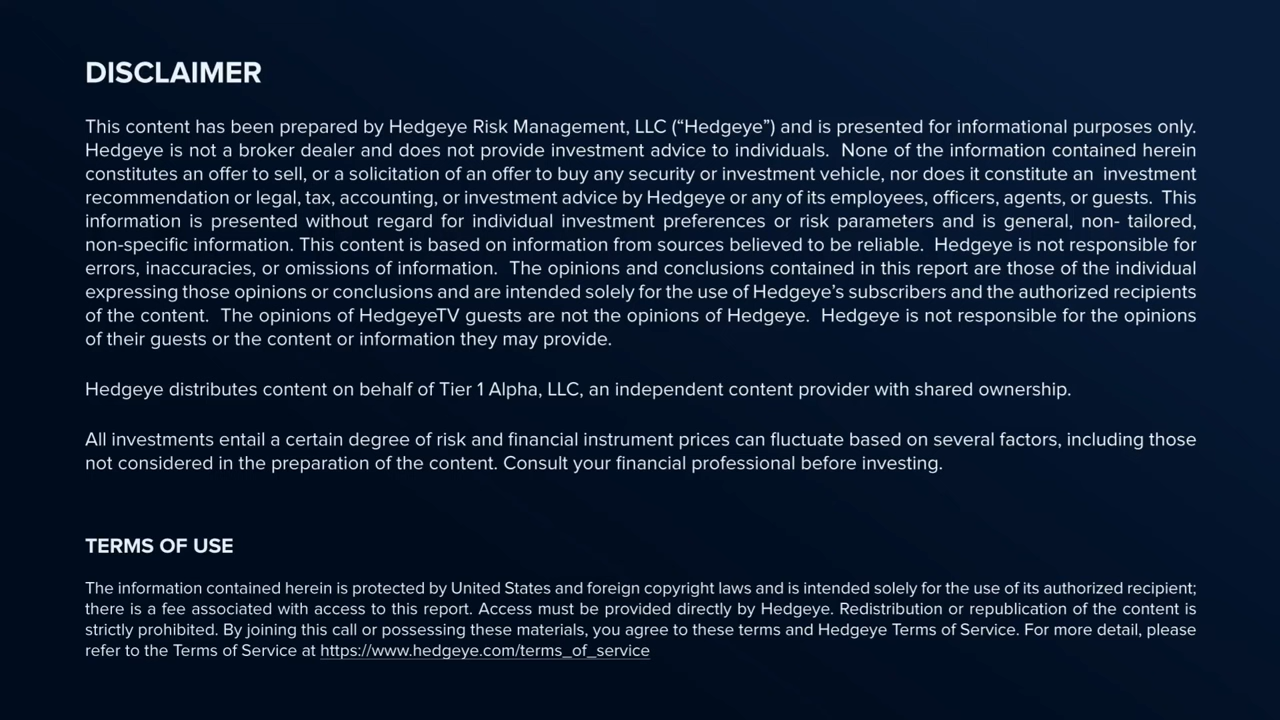 DISCLAIMER
This content has been prepared by Hedgeye Risk Management, LLC (“Hedgeye”) and is presented for informational purposes only.
Hedgeye is not a broker dealer and does not provide investment advice to individuals.  None of the information contained herein
constitutes an offer to sell, or a solicitation of an offer to buy any security or investment vehicle, nor does it constitute an  investment
recommendation or legal, tax, accounting, or investment advice by Hedgeye or any of its employees, officers, agents, or guests.  This
information is presented without regard for individual investment preferences or risk parameters and is general, non- tailored,
non-specific information. This content is based on information from sources believed to be reliable.  Hedgeye is not responsible for
errors, inaccuracies, or omissions of information.  The opinions and conclusions contained in this report are those of the individual
expressing those opinions or conclusions and are intended solely for the use of Hedgeye’s subscribers and the authorized recipients
of the content.  The opinions of HedgeyeTV guests are not the opinions of Hedgeye.  Hedgeye is not responsible for the opinions
of their guests or the content or information they may provide.
Hedgeye distributes content on behalf of Tier 1 Alpha, LLC, an independent content provider with shared ownership.
All investments entail a certain degree of risk and financial instrument prices can fluctuate based on several factors, including those
not considered in the preparation of the content. Consult your financial professional before investing.
TERMS OF USE
The information contained herein is protected by United States and foreign copyright laws and is intended solely for the use of its authorized recipient;
there is a fee associated with access to this report. Access must be provided directly by Hedgeye. Redistribution or republication of the content is
strictly prohibited. By joining this call or possessing these materials, you agree to these terms and Hedgeye Terms of Service. For more detail, please
refer to the Terms of Service at https://www.hedgeye.com/terms_of_service